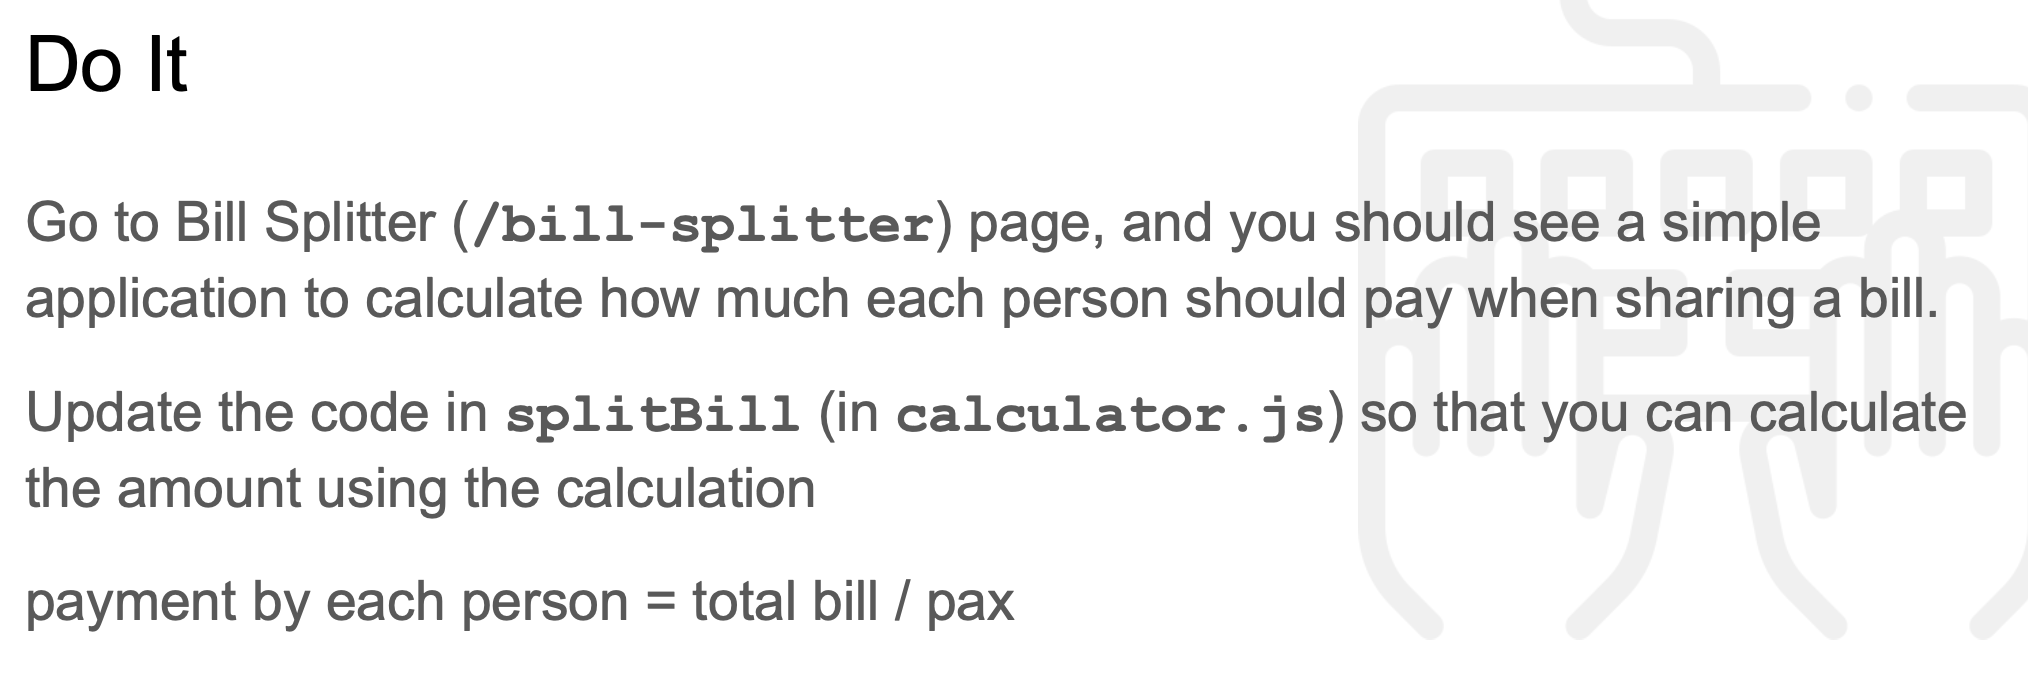 Do It
Go to Bill Splitter (/bill-splitter) page, and you should see a simple
application to calculate how much each person should pay when sharing a bill.
Update the code in splitBill (in calculator.js) so that you can calculate
the amount using the calculation
payment by each person = total bill / pax